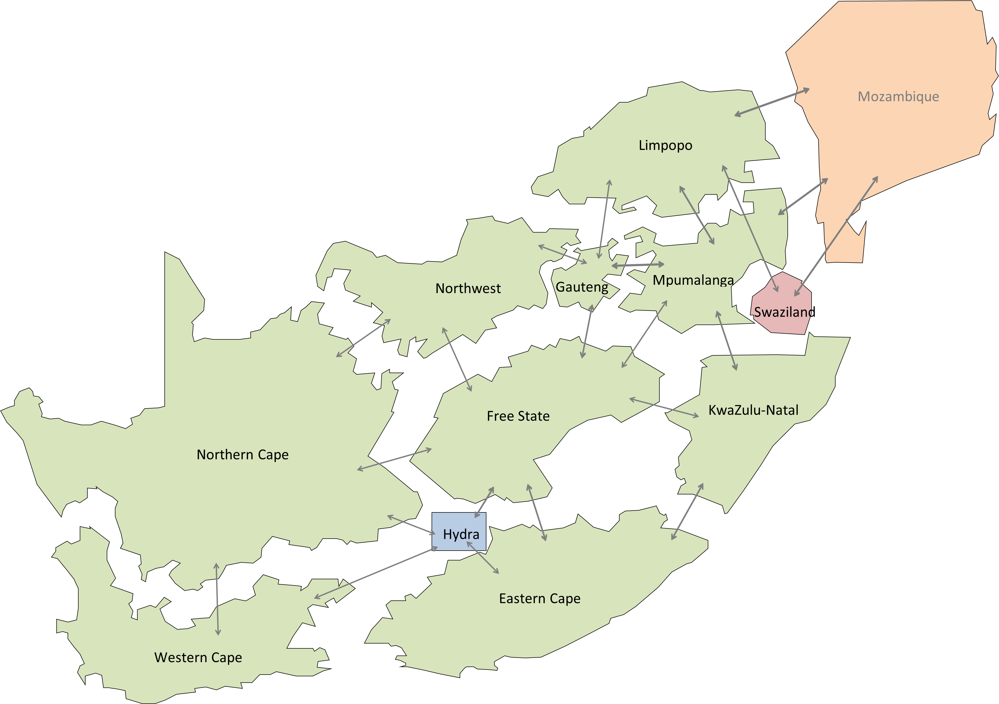 Mozambique
Limpopo
Mpumalanga
Gauteng
Northwest
Swaziland
KwaZulu-Natal
Free State
Northern Cape
Hydra
Eastern Cape
Western Cape